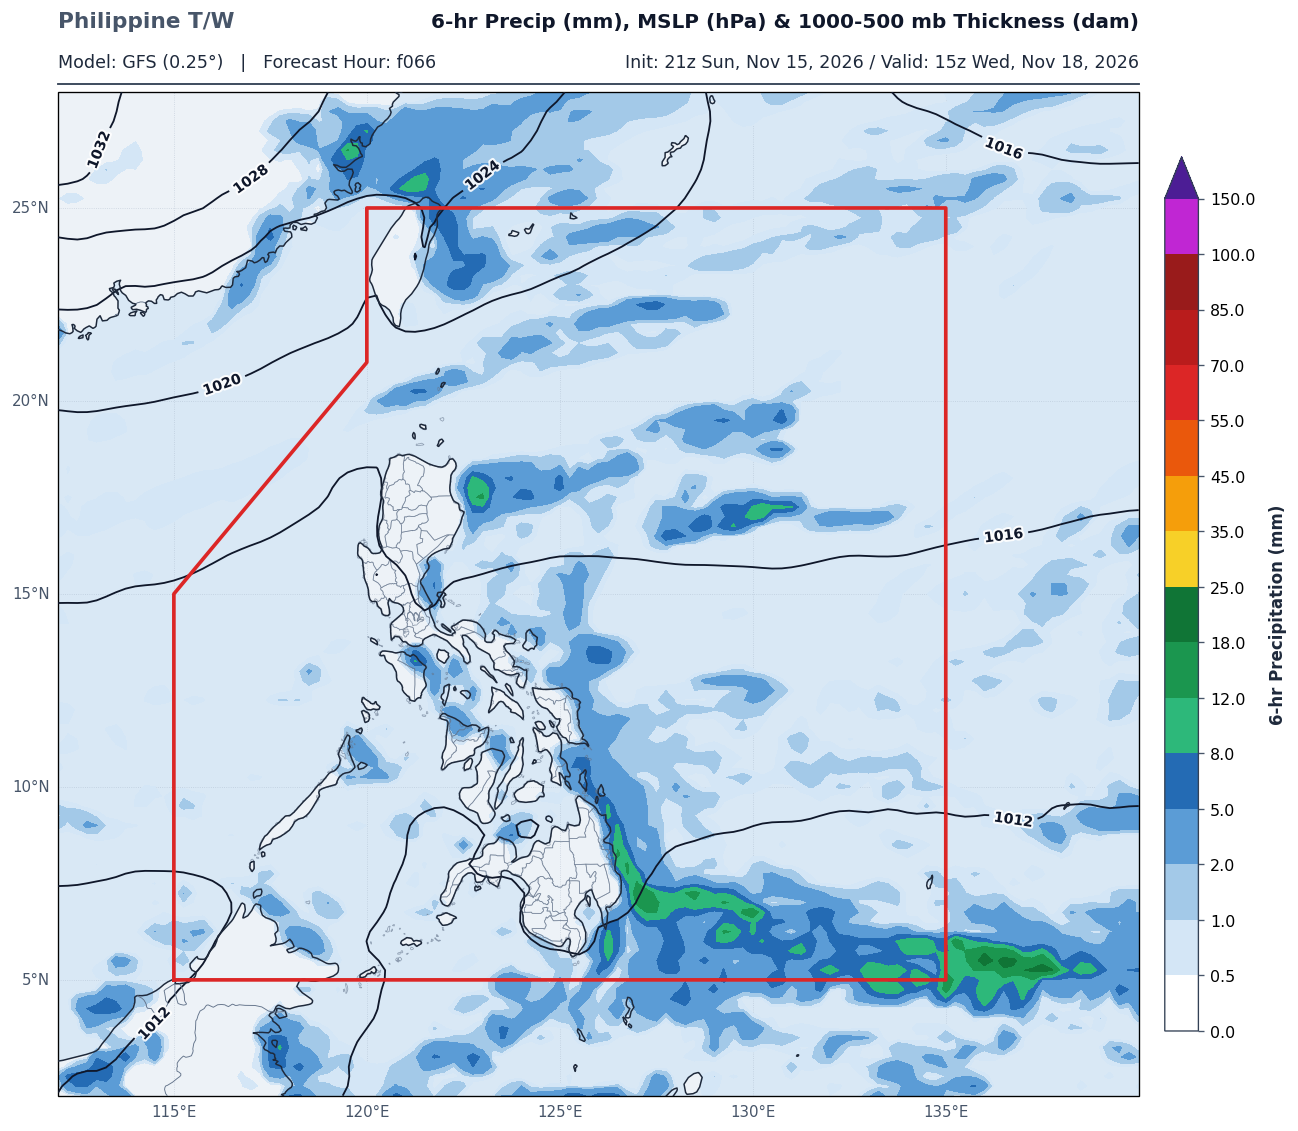 Philippine T/W
6-hr Precip (mm), MSLP (hPa) & 1000-500 mb Thickness (dam)
Model: GFS (0.25°) | Forecast Hour: f066
Init: 21z Sun, Nov 15, 2026 / Valid: 15z Wed, Nov 18, 2026
1032
1028
1024
1016
1020
1016
1012
1012
25°N
20°N
15°N
10°N
5°N
115°E
120°E
125°E
130°E
135°E
150.0
100.0
85.0
70.0
55.0
45.0
35.0
25.0
18.0
12.0
8.0
5.0
2.0
1.0
0.5
0.0
6-hr Precipitation (mm)